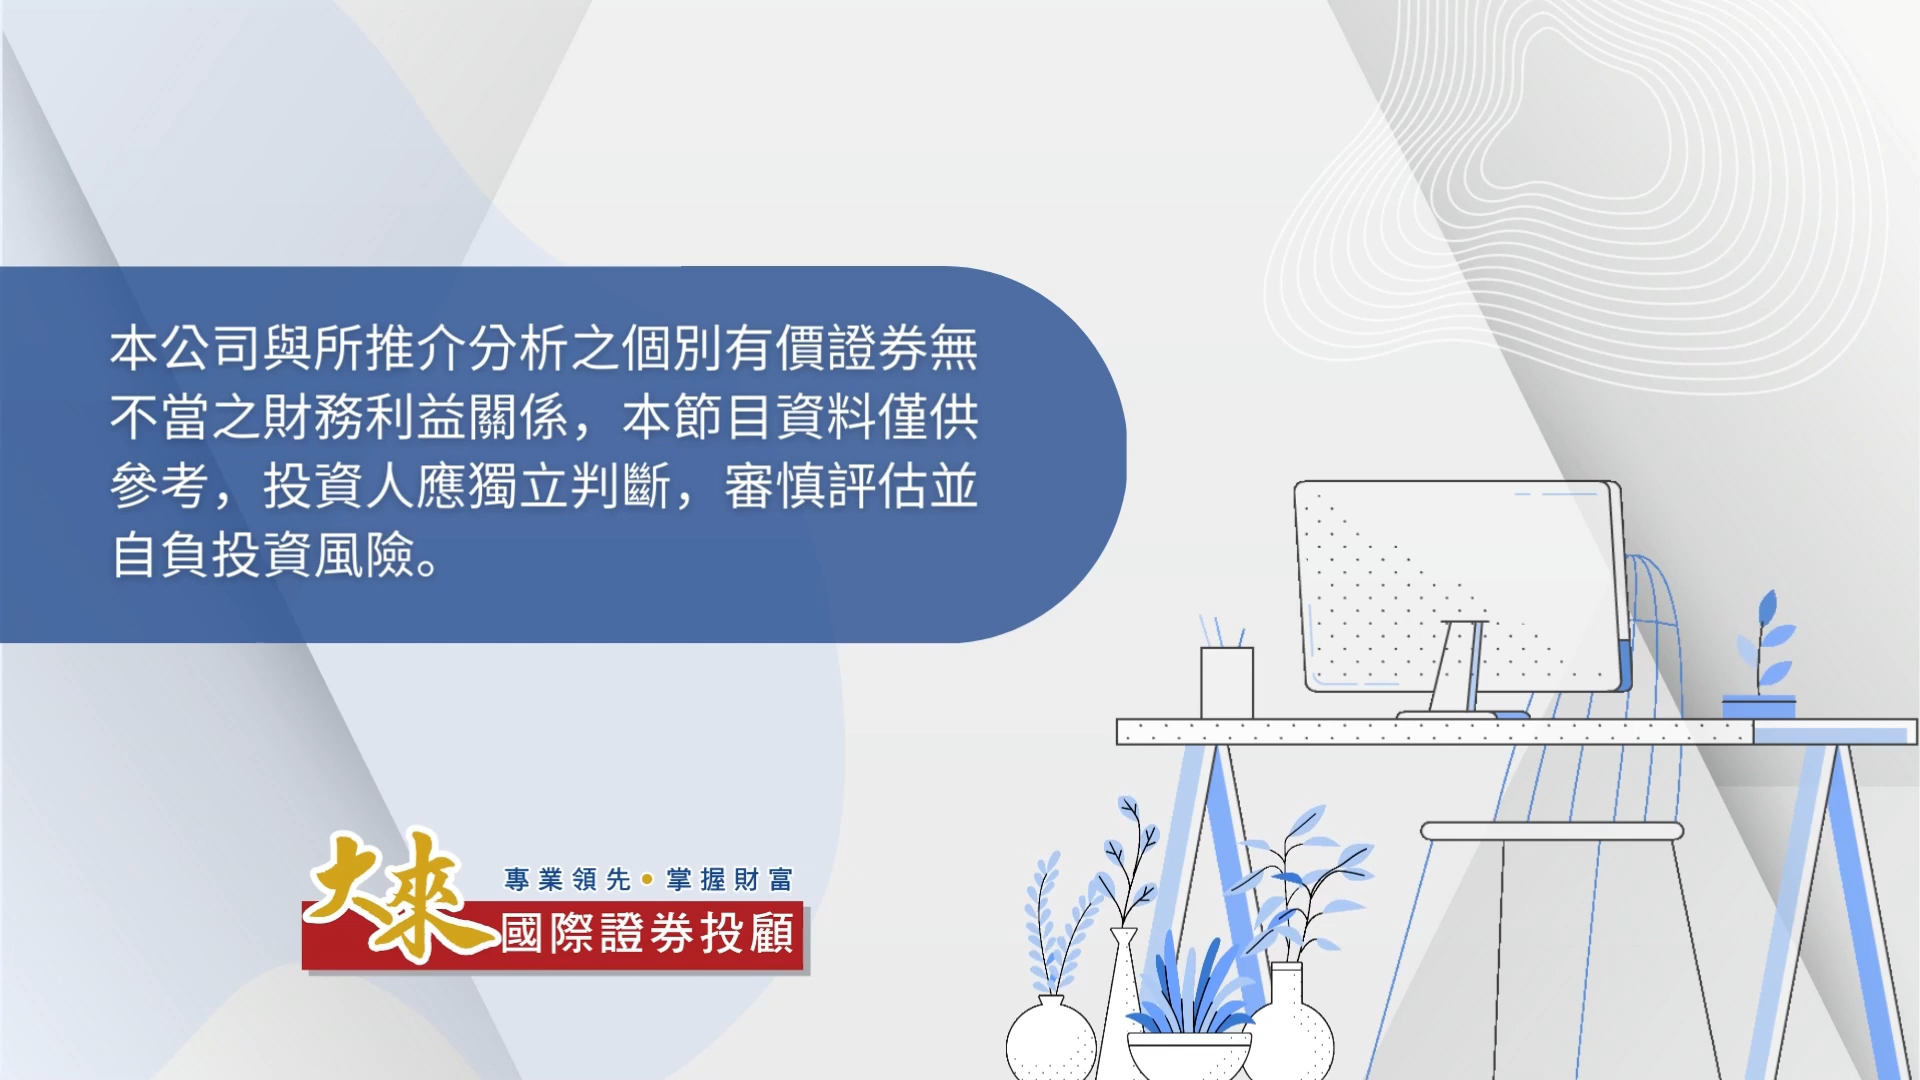 本公司與所推介分析之個別有價證券無
不當之財務利益關係，本節目資料僅供
參考，投資人應獨立判斷，審慎評估並
自負投資風險。
大來
專業領先•掌握財富
國際證券投顧